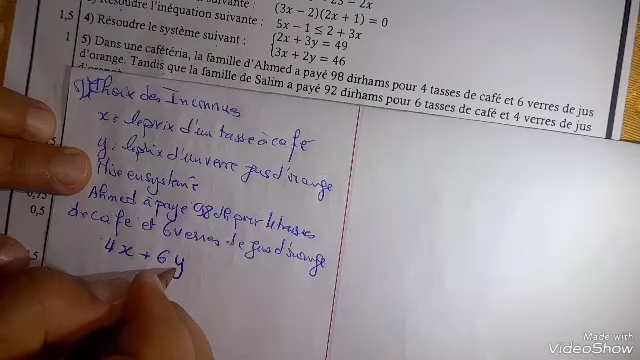 (3x – 2)(2x + 1) = 0
Résoudre l'inéquation suivante : 5x - 1 ≤ 2 + 3x
1,5 4) Résoudre le système suivant : {2x + 3y = 49
{3x + 2y = 46
1 5) Dans une cafétéria, la famille d'Ahmed a payé 98 dirhams pour 4 tasses de café et 6 verres de jus
d'orange. Tandis que la famille de Salim a payé 92 dirhams pour 6 tasses de café et 4 verres de jus
5) Choix des Inconnues
x : le prix d'un tasse à café
y : le prix d'un verre jus d'orange
Mise en système
Ahmed à payé 98 dh pour 4 tasses
de café et 6 verres de jus d'orange
0,5
4x + 6y
Made with
VideoShow